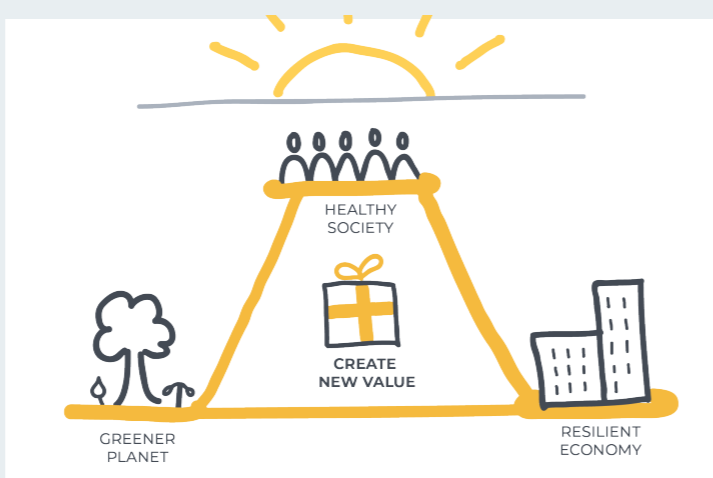 HEALTHY
SOCIETY
CREATE
NEW VALUE
GREENER
PLANET
RESILIENT
ECONOMY